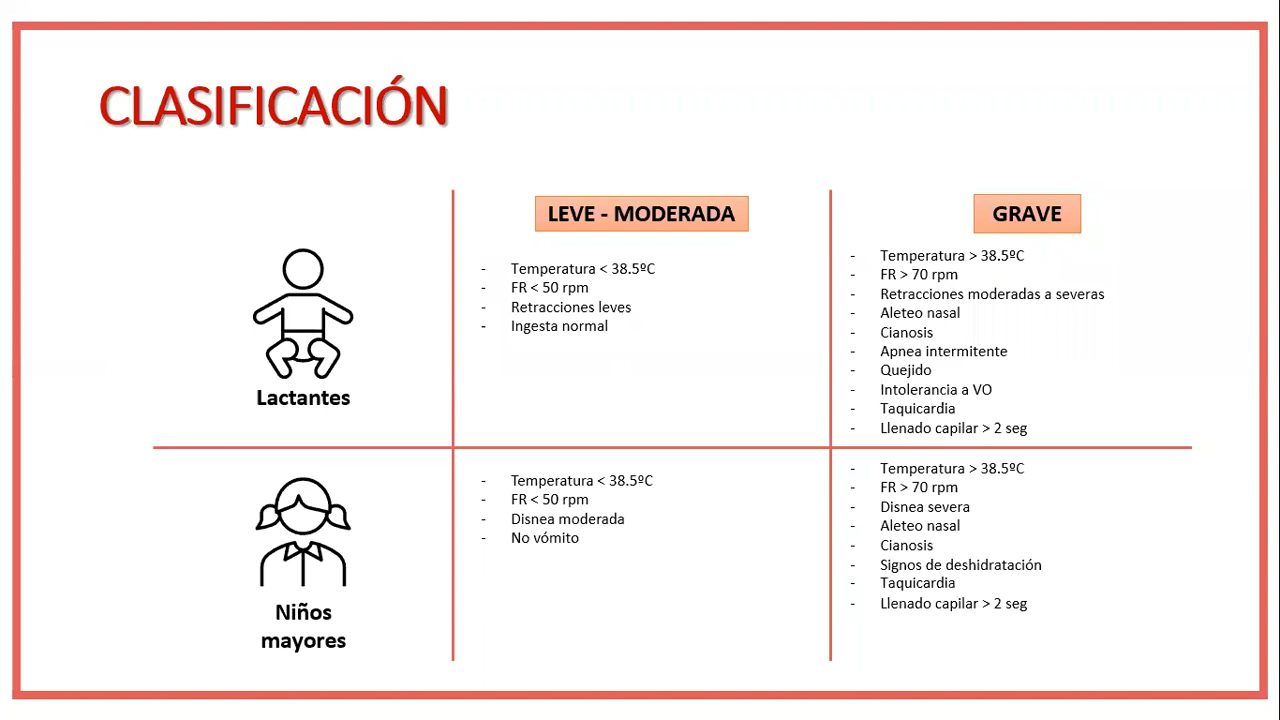 CLASIFICACIÓN
LEVE - MODERADA
GRAVE
Lactantes
- Temperatura < 38.5ºC
- FR < 50 rpm
- Retracciones leves
- Ingesta normal
- Temperatura > 38.5ºC
- FR > 70 rpm
- Retracciones moderadas a severas
- Aleteo nasal
- Cianosis
- Apnea intermitente
- Quejido
- Intolerancia a VO
- Taquicardia
- Llenado capilar > 2 seg
Niños
mayores
- Temperatura < 38.5ºC
- FR < 50 rpm
- Disnea moderada
- No vómito
- Temperatura > 38.5ºC
- FR > 70 rpm
- Disnea severa
- Aleteo nasal
- Cianosis
- Signos de deshidratación
- Taquicardia
- Llenado capilar > 2 seg